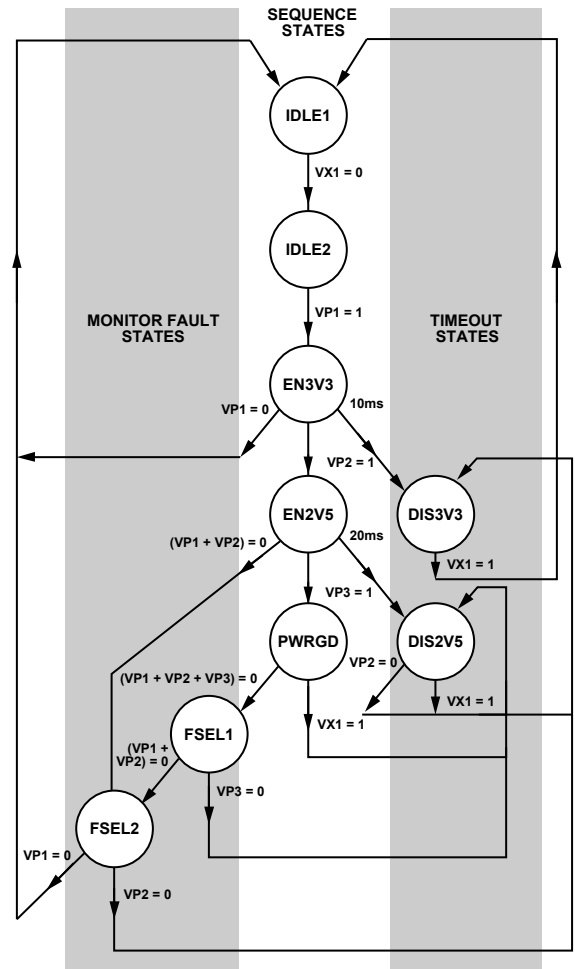 SEQUENCE
STATES
IDLE1
VX1 = 0
IDLE2
MONITOR FAULT
STATES
VP1 = 1
TIMEOUT
STATES
EN3V3
VP1 = 0
10ms
VP2 = 1
EN2V5
DIS3V3
(VP1 + VP2) = 0
20ms
VX1 = 1
VP3 = 1
PWRGD
DIS2V5
VP2 = 0
(VP1 + VP2 + VP3) = 0
VX1 = 1
FSEL1
VX1 = 1
(VP1 +
VP2) = 0
VP3 = 0
FSEL2
VP1 = 0
VP2 = 0